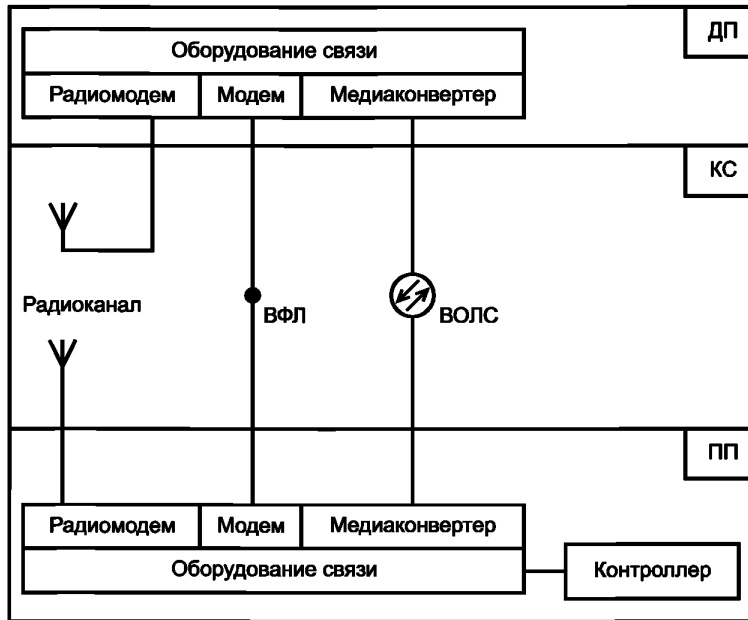 ДП
Оборудование связи
Радиомодем Модем Медиаконвертер
КС
Радиоканал
ВФЛ
ВОЛС
ПП
Радиомодем Модем Медиаконвертер
Оборудование связи
Контроллер